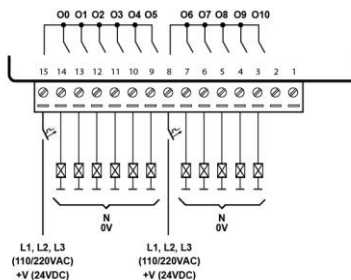 O0 O1 O2 O3 O4 O5 O6 O7 O8 O9 O10
15 14 13 12 11 10 9 8 7 6 5 4 3 2 1
N
0V
N
0V
L1, L2, L3
(110/220VAC)
+V (24VDC)
L1, L2, L3
(110/220VAC)
+V (24VDC)